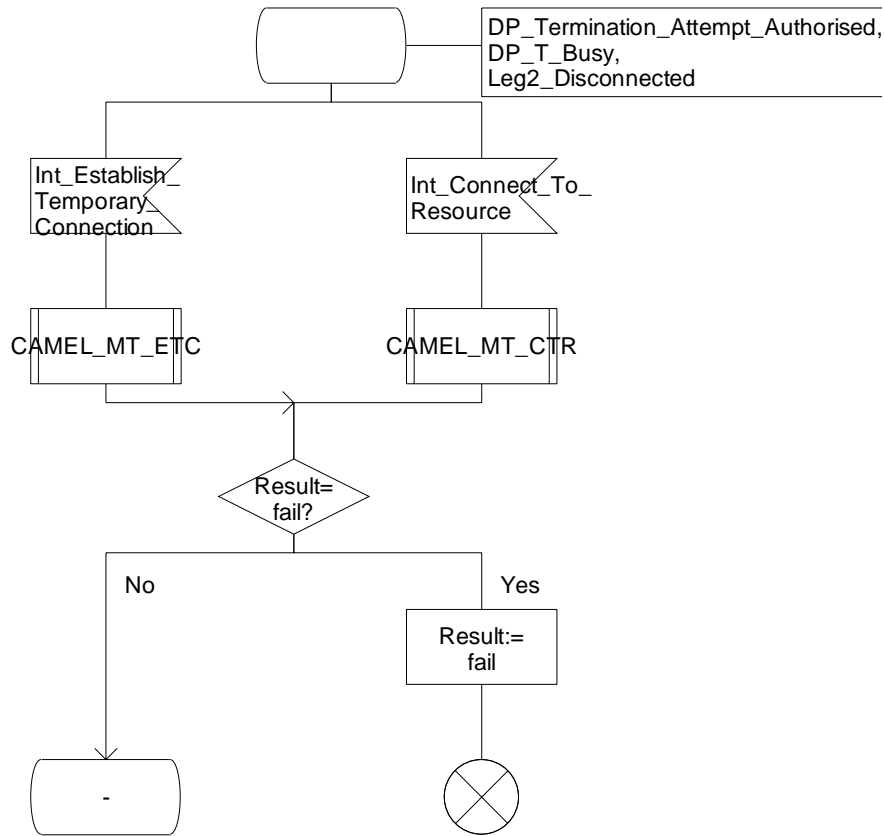 DP_Termination_Attempt_Authorised,
DP_T_Busy,
Leg2_Disconnected
Int_Establish_
Temporary_
Connection
Int_Connect_To_
Resource
CAMEL_MT_ETC
CAMEL_MT_CTR
Result=
fail?
No
Yes
Result:=
fail
-